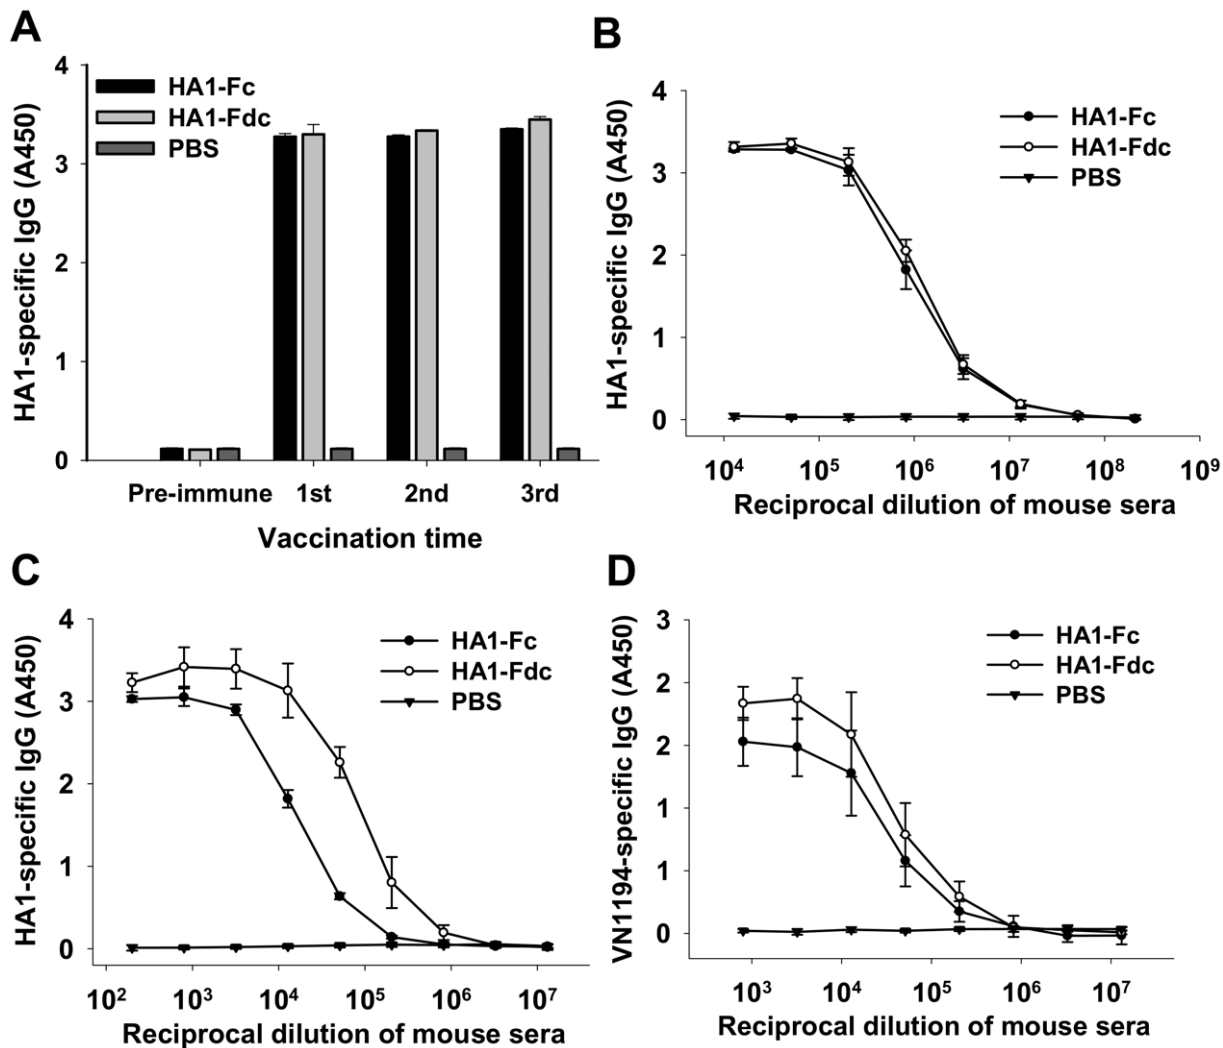 A
HA1-specific IgG (A450)
4
3
2
1
0
HA1-Fc
HA1-Fdc
PBS
Pre-immune 1st 2nd 3rd
Vaccination time
B
HA1-specific IgG (A450)
4
3
2
1
0
HA1-Fc
HA1-Fdc
PBS
10⁴ 10⁵ 10⁶ 10⁷ 10⁸ 10⁹
Reciprocal dilution of mouse sera
C
HA1-specific IgG (A450)
4
3
2
1
0
HA1-Fc
HA1-Fdc
PBS
10² 10³ 10⁴ 10⁵ 10⁶ 10⁷
Reciprocal dilution of mouse sera
D
VN1194-specific IgG (A450)
3
2
2
1
1
0
HA1-Fc
HA1-Fdc
PBS
10³ 10⁴ 10⁵ 10⁶ 10⁷
Reciprocal dilution of mouse sera